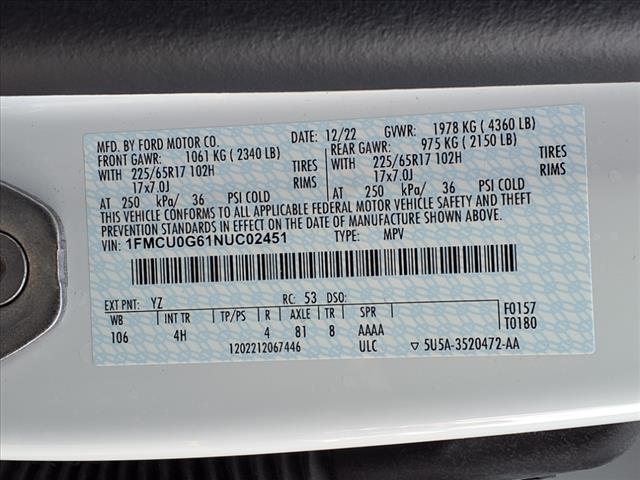 MFD. BY FORD MOTOR CO. DATE: 12/22 GVWR: 1978 KG ( 4360 LB)
FRONT GAWR: 1061 KG ( 2340 LB) REAR GAWR: 975 KG ( 2150 LB)
WITH 225/65R17 102H TIRES WITH 225/65R17 102H TIRES
17x7.0J RIMS 17x7.0J RIMS
AT 250 kPa/ 36 PSI COLD AT 250 kPa/ 36 PSI COLD
THIS VEHICLE CONFORMS TO ALL APPLICABLE FEDERAL MOTOR VEHICLE SAFETY AND THEFT
PREVENTION STANDARDS IN EFFECT ON THE DATE OF MANUFACTURE SHOWN ABOVE.
VIN: 1FMCU0G61NUC02451 TYPE: MPV
EXT PNT: YZ RC: 53 DSO:
WB INT TR TP/PS R AXLE TR SPR F0157
106 4H 4 81 8 AAAA T0180
1202212067446 ULC ▽ 5U5A-3520472-AA